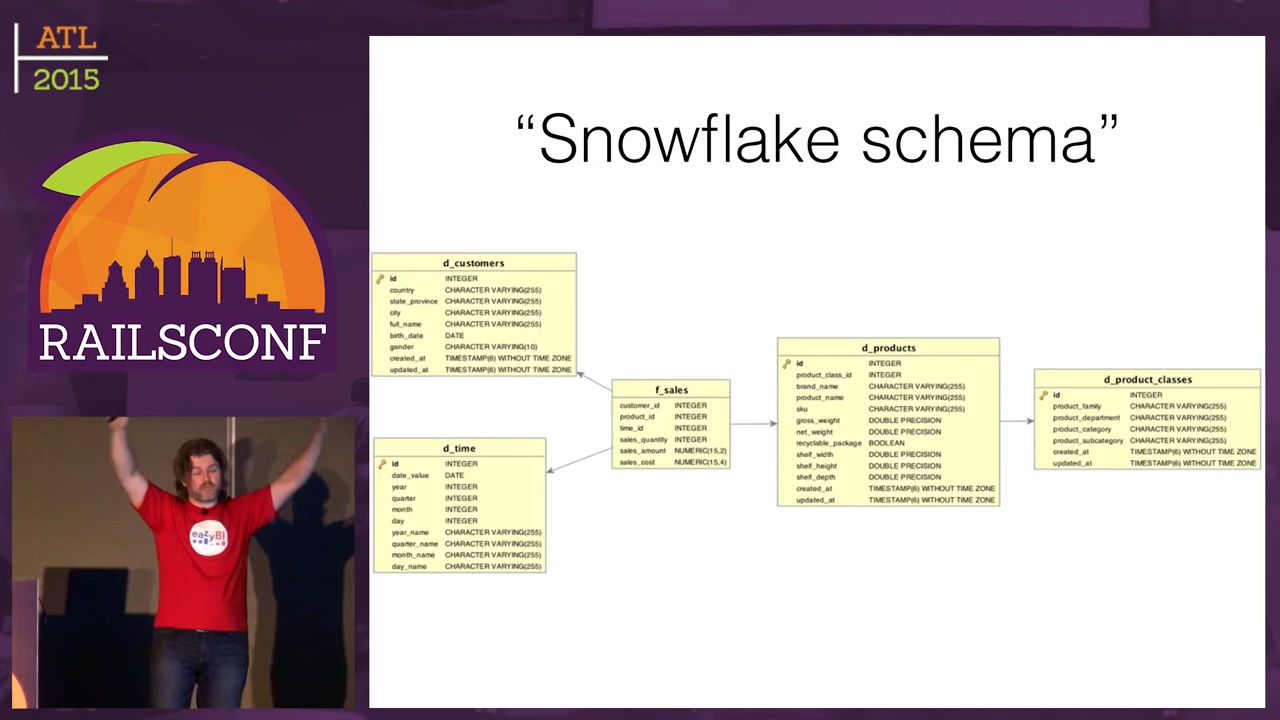 ATL
2015
RAILSCONF
eazyBI
“Snowflake schema”
d_customers
id INTEGER
country CHARACTER VARYING(255)
state_province CHARACTER VARYING(255)
city CHARACTER VARYING(255)
full_name CHARACTER VARYING(255)
birth_date DATE
gender CHARACTER VARYING(10)
created_at TIMESTAMP(6) WITHOUT TIME ZONE
updated_at TIMESTAMP(6) WITHOUT TIME ZONE
d_time
id INTEGER
date_value DATE
year INTEGER
quarter INTEGER
month INTEGER
day INTEGER
year_name CHARACTER VARYING(255)
quarter_name CHARACTER VARYING(255)
month_name CHARACTER VARYING(255)
day_name CHARACTER VARYING(255)
f_sales
customer_id INTEGER
product_id INTEGER
time_id INTEGER
sales_quantity INTEGER
sales_amount NUMERIC(15,2)
sales_cost NUMERIC(15,4)
d_products
id INTEGER
product_class_id INTEGER
brand_name CHARACTER VARYING(255)
product_name CHARACTER VARYING(255)
sku CHARACTER VARYING(255)
gross_weight DOUBLE PRECISION
net_weight DOUBLE PRECISION
recyclable_package BOOLEAN
shelf_width DOUBLE PRECISION
shelf_height DOUBLE PRECISION
shelf_depth DOUBLE PRECISION
created_at TIMESTAMP(6) WITHOUT TIME ZONE
updated_at TIMESTAMP(6) WITHOUT TIME ZONE
d_product_classes
id INTEGER
product_family CHARACTER VARYING(255)
product_department CHARACTER VARYING(255)
product_category CHARACTER VARYING(255)
product_subcategory CHARACTER VARYING(255)
created_at TIMESTAMP(6) WITHOUT TIME ZONE
updated_at TIMESTAMP(6) WITHOUT TIME ZONE